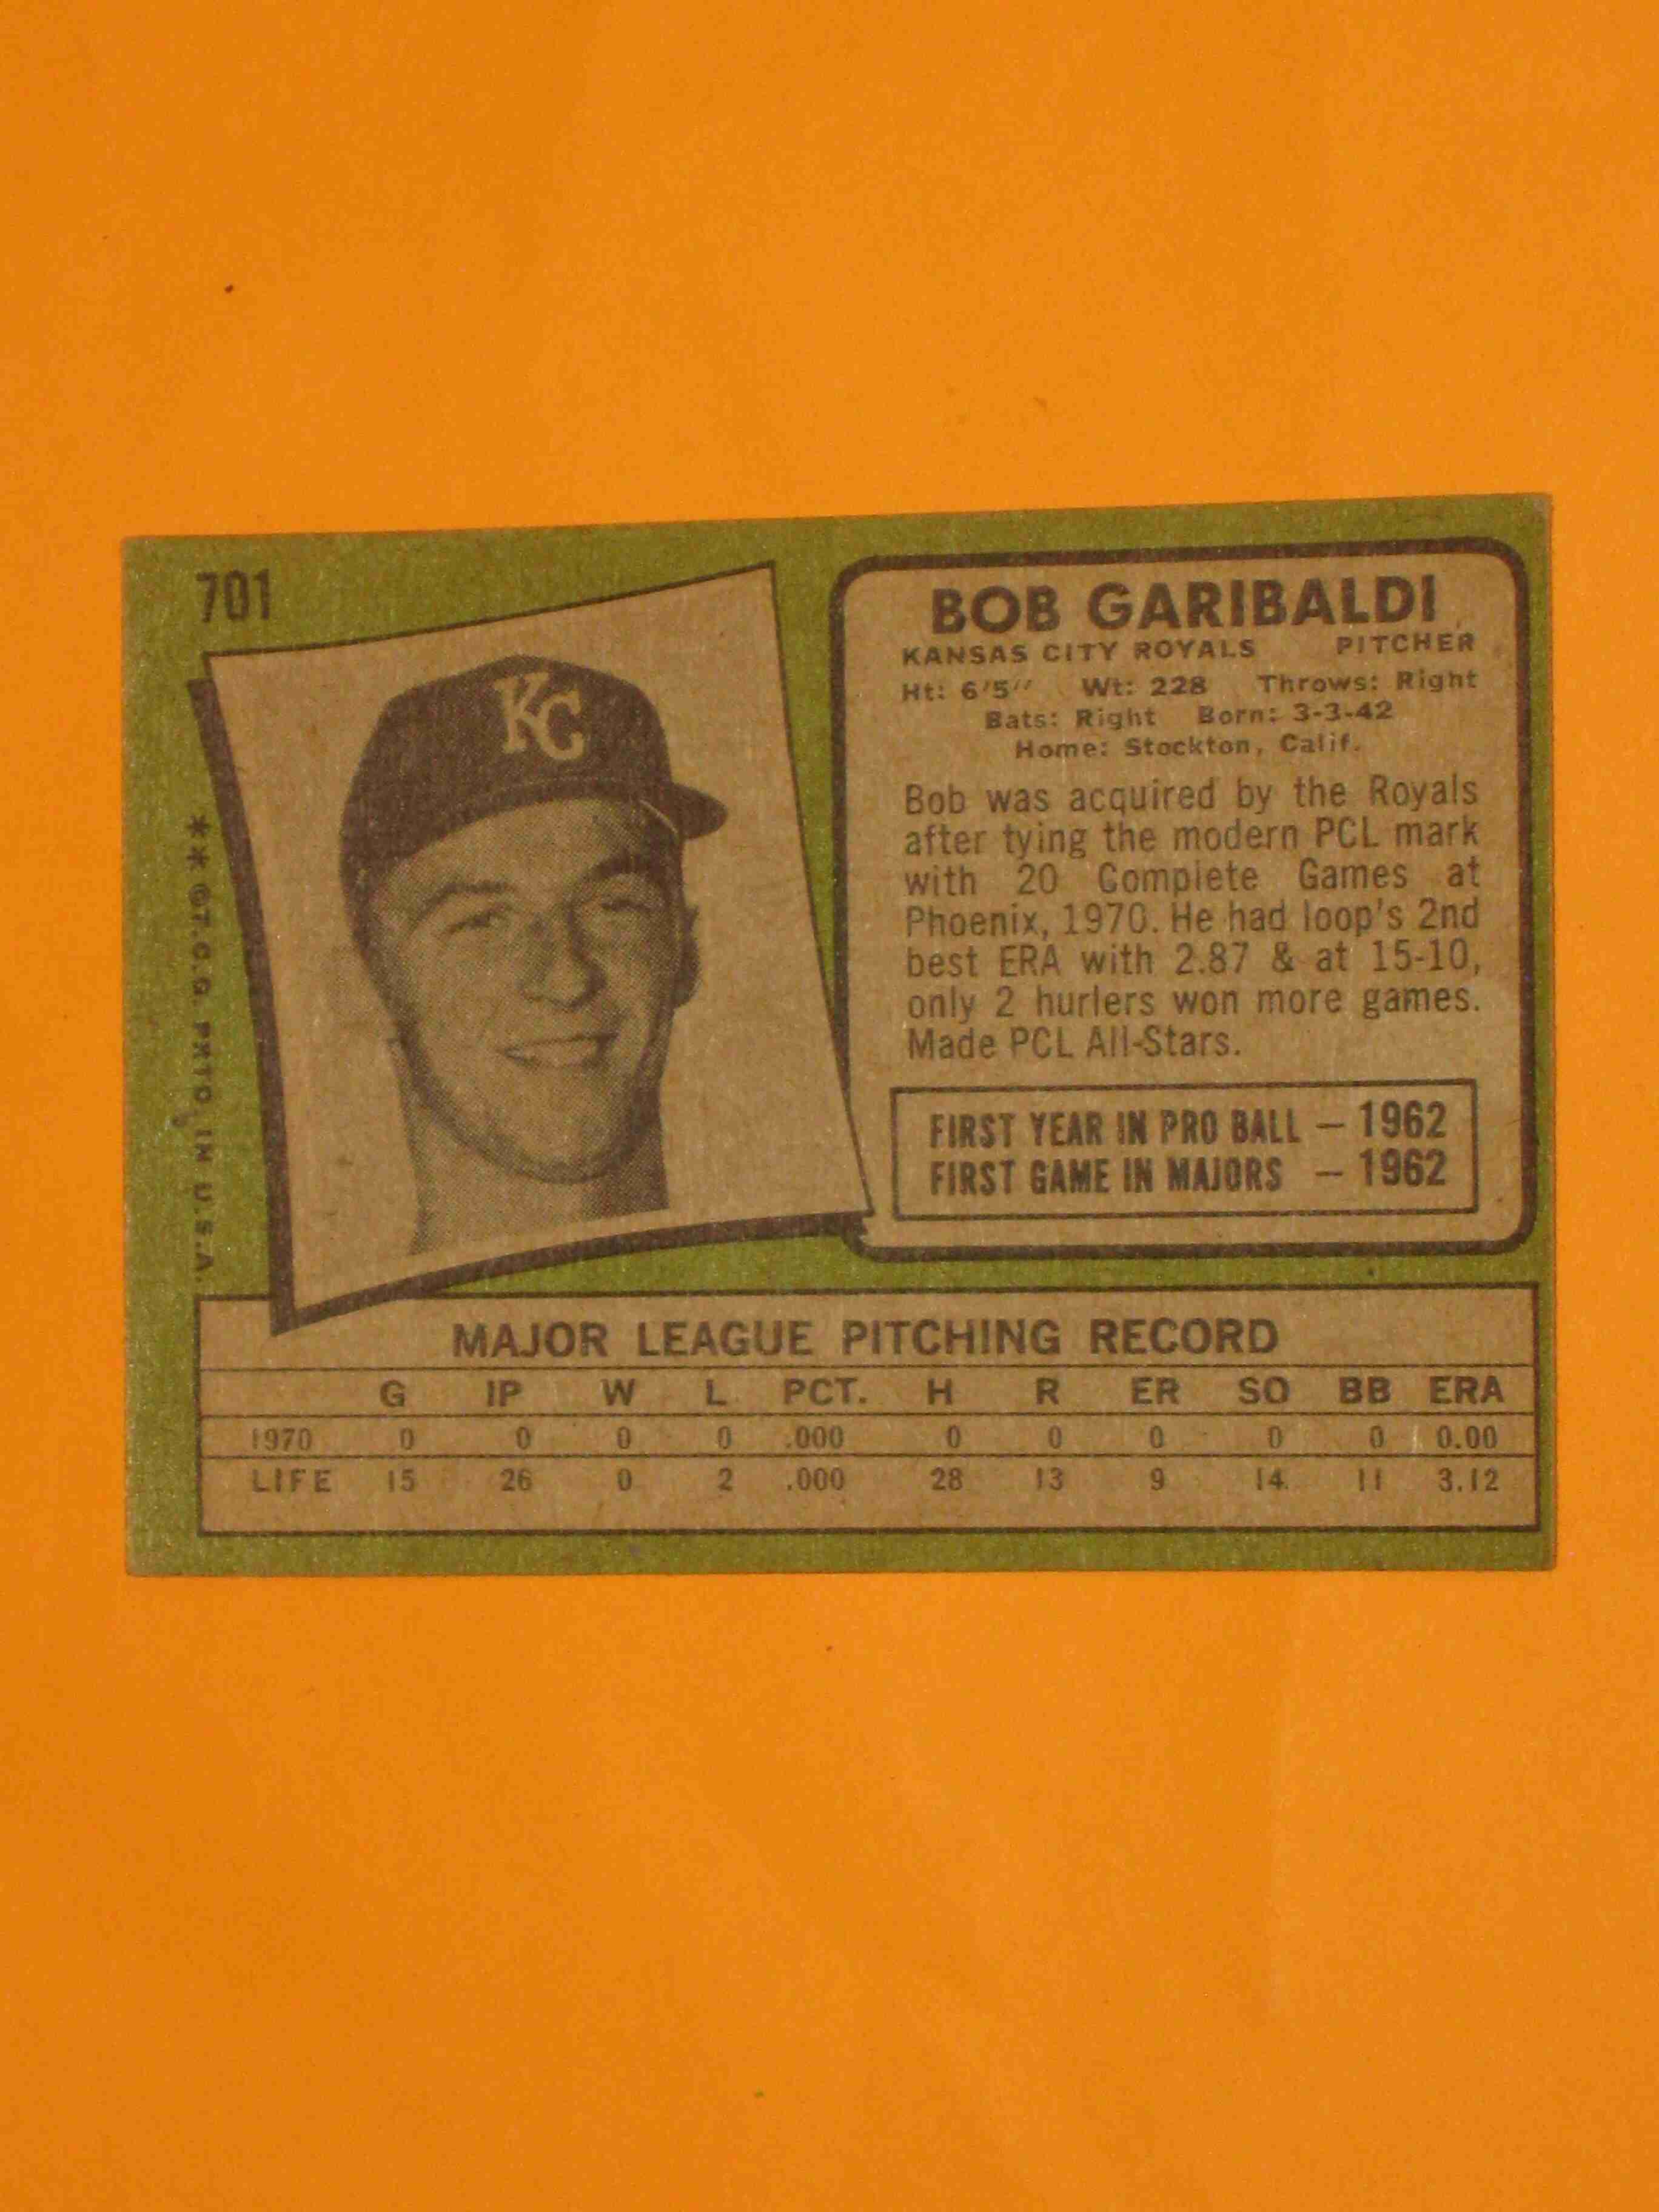 701
BOB GARIBALDI
KANSAS CITY ROYALS PITCHER
Ht: 6'5" Wt: 228 Throws: Right
Bats: Right Born: 3-3-42
Home: Stockton, Calif.
Bob was acquired by the Royals
after tying the modern PCL mark
with 20 Complete Games at
Phoenix, 1970. He had loop's 2nd
best ERA with 2.87 & at 15-10,
only 2 hurlers won more games.
Made PCL All-Stars.
FIRST YEAR IN PRO BALL – 1962
FIRST GAME IN MAJORS – 1962
KC
** © T.C.G. PRTD. IN U.S.A.
MAJOR LEAGUE PITCHING RECORD
G IP W L PCT. H R ER SO BB ERA
1970 0 0 0 0 .000 0 0 0 0 0 0.00
LIFE 15 26 0 2 .000 28 13 9 14 11 3.12